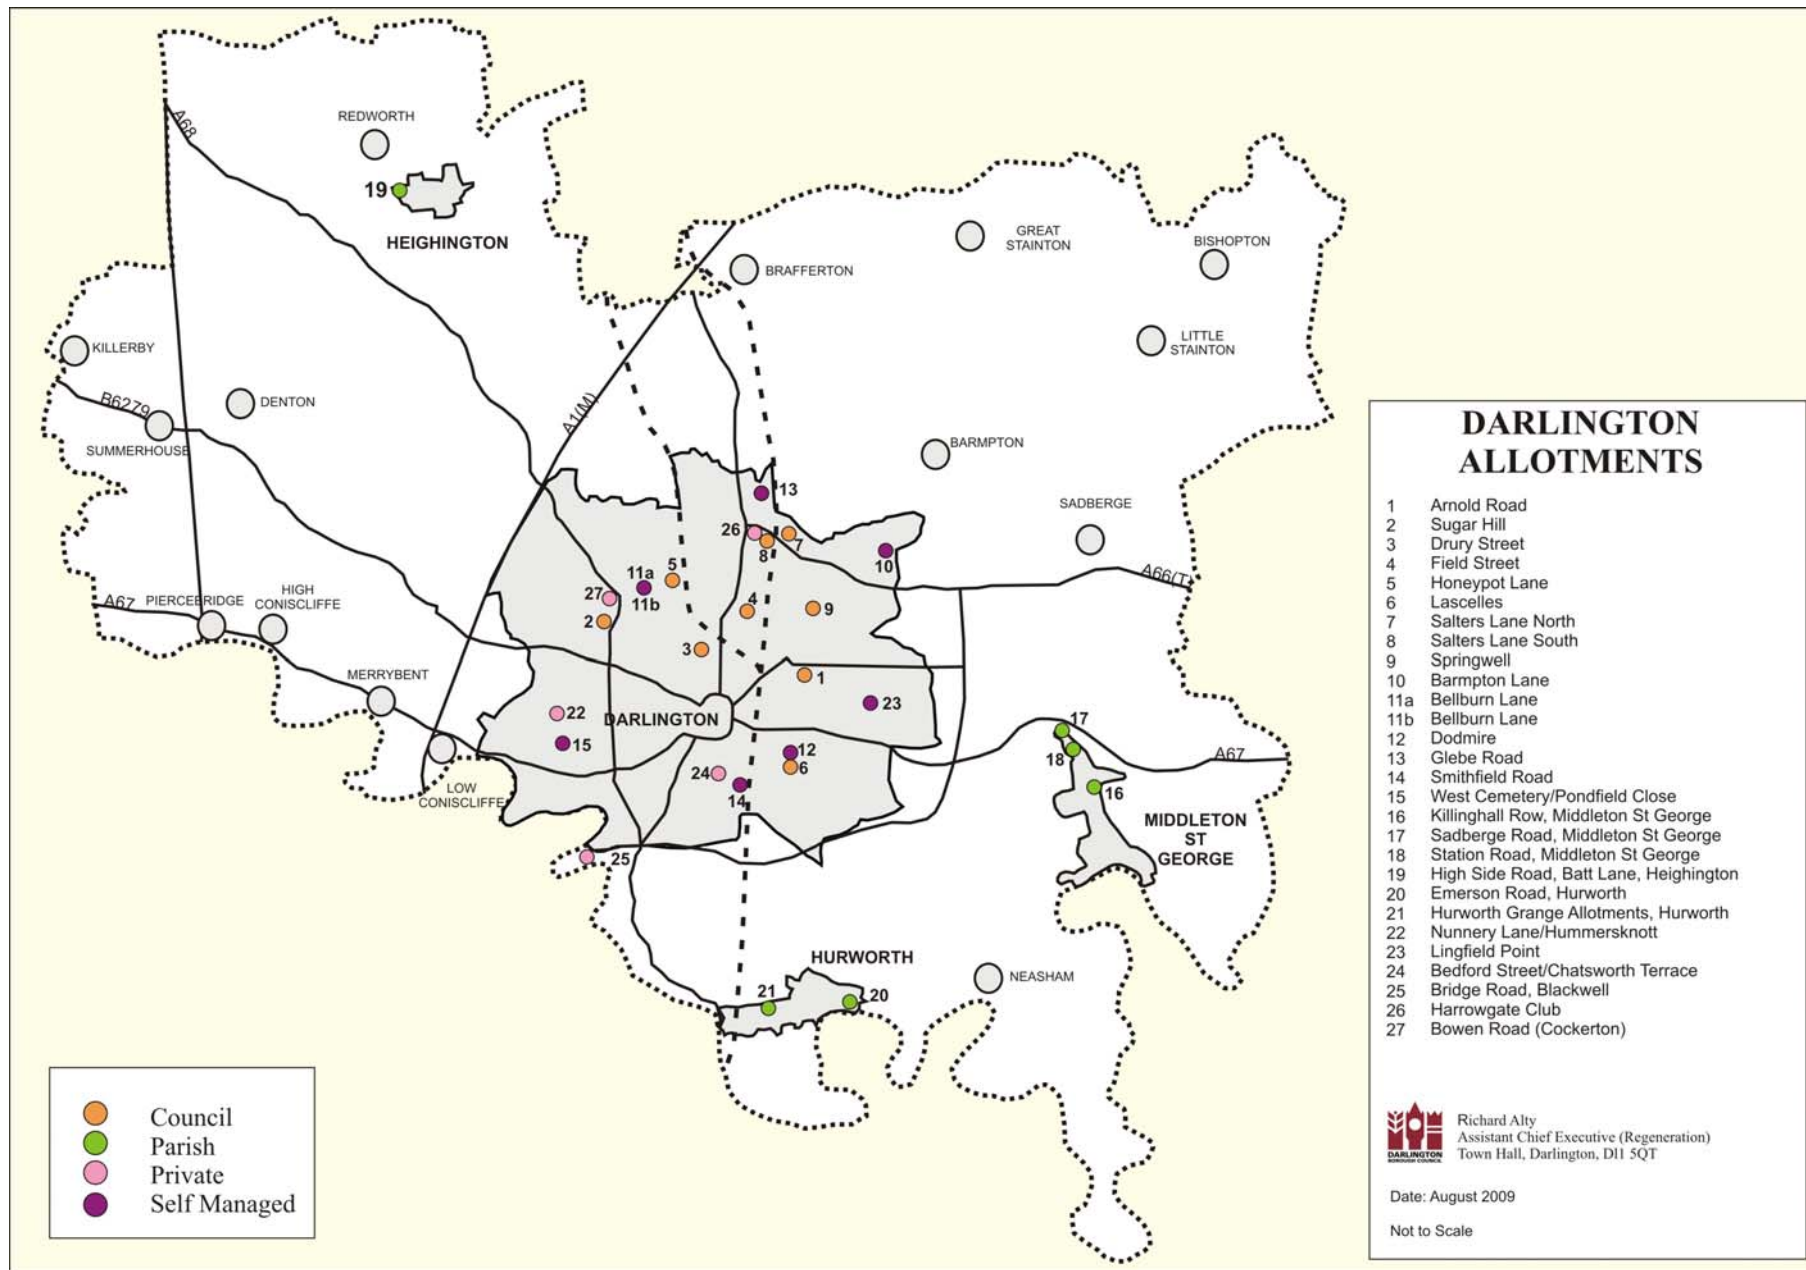 A68
REDWORTH
19
HEIGHINGTON
GREAT
STAINTON
BISHOPTON
BRAFFERTON
LITTLE
STAINTON
KILLERBY
B6279
DENTON
SUMMERHOUSE
A1(M)
BARMPTON
SADBERGE
13
26
8
7
10
A66(T)
5
11a
11b
27
2
4
9
3
1
A67
PIERCEBRIDGE
HIGH
CONISCLIFFE
MERRYBENT
22
DARLINGTON
23
15
12
6
24
14
LOW
CONISCLIFFE
25
17
18
16
A67
MIDDLETON
ST
GEORGE
HURWORTH
21
20
NEASHAM
Council
Parish
Private
Self Managed
DARLINGTON
ALLOTMENTS
1 Arnold Road
2 Sugar Hill
3 Drury Street
4 Field Street
5 Honeypot Lane
6 Lascelles
7 Salters Lane North
8 Salters Lane South
9 Springwell
10 Barmpton Lane
11a Bellburn Lane
11b Bellburn Lane
12 Dodmire
13 Glebe Road
14 Smithfield Road
15 West Cemetery/Pondfield Close
16 Killinghall Row, Middleton St George
17 Sadberge Road, Middleton St George
18 Station Road, Middleton St George
19 High Side Road, Batt Lane, Heighington
20 Emerson Road, Hurworth
21 Hurworth Grange Allotments, Hurworth
22 Nunnery Lane/Hummersknott
23 Lingfield Point
24 Bedford Street/Chatsworth Terrace
25 Bridge Road, Blackwell
26 Harrowgate Club
27 Bowen Road (Cockerton)
DARLINGTON
BOROUGH COUNCIL
Richard Alty
Assistant Chief Executive (Regeneration)
Town Hall, Darlington, Dl1 5QT
Date: August 2009
Not to Scale